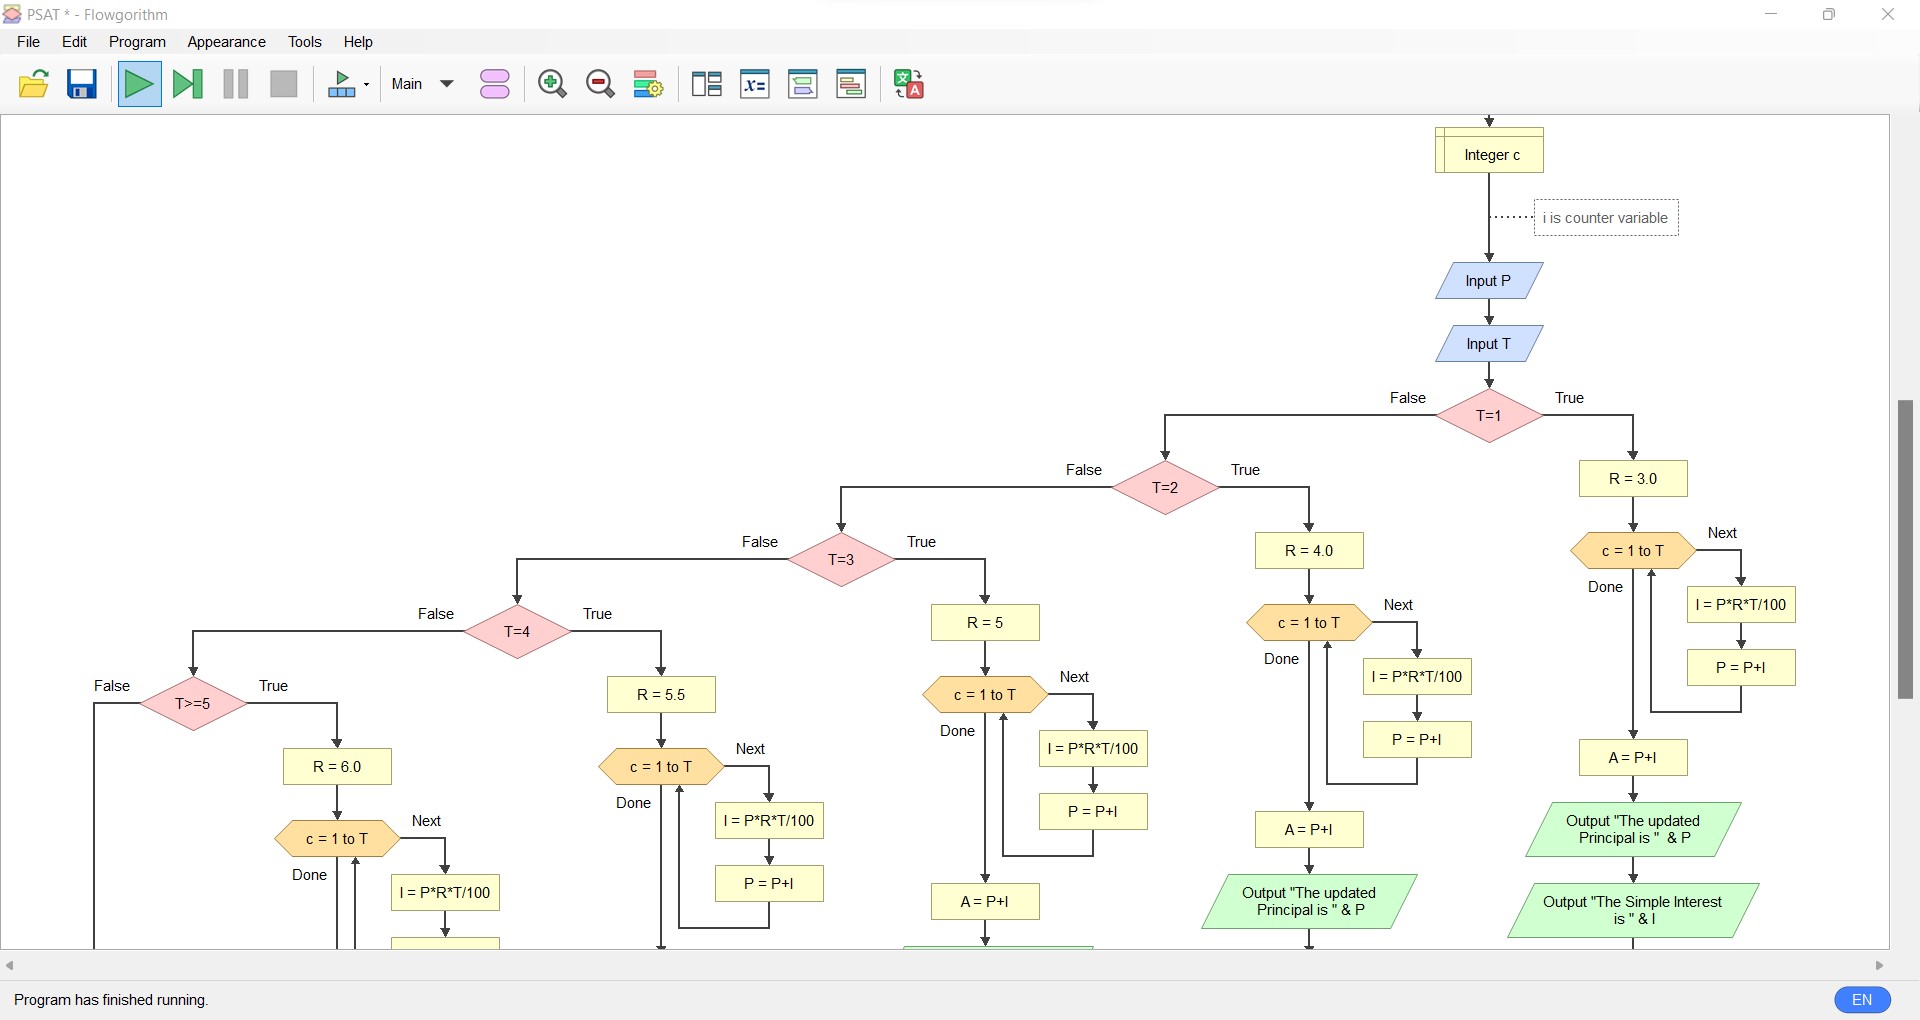 PSAT * - Flowgorithm
File Edit Program Appearance Tools Help
Main
Integer c
i is counter variable
Input P
Input T
False True
T=1
False True
T=2
R = 3.0
False True
T=3
R = 4.0
Next
c = 1 to T
Done
I = P*R*T/100
P = P+I
False True
T=4
R = 5
Next
c = 1 to T
Done
I = P*R*T/100
P = P+I
False True
T>=5
R = 5.5
Next
c = 1 to T
Done
I = P*R*T/100
P = P+I
R = 6.0
Next
c = 1 to T
Done
I = P*R*T/100
P = P+I
Next
c = 1 to T
Done
I = P*R*T/100
A = P+I
A = P+I
A = P+I
Output "The updated
Principal is " & P
Output "The updated
Principal is "  & P
Output "The Simple Interest
is " & I
Program has finished running.
EN